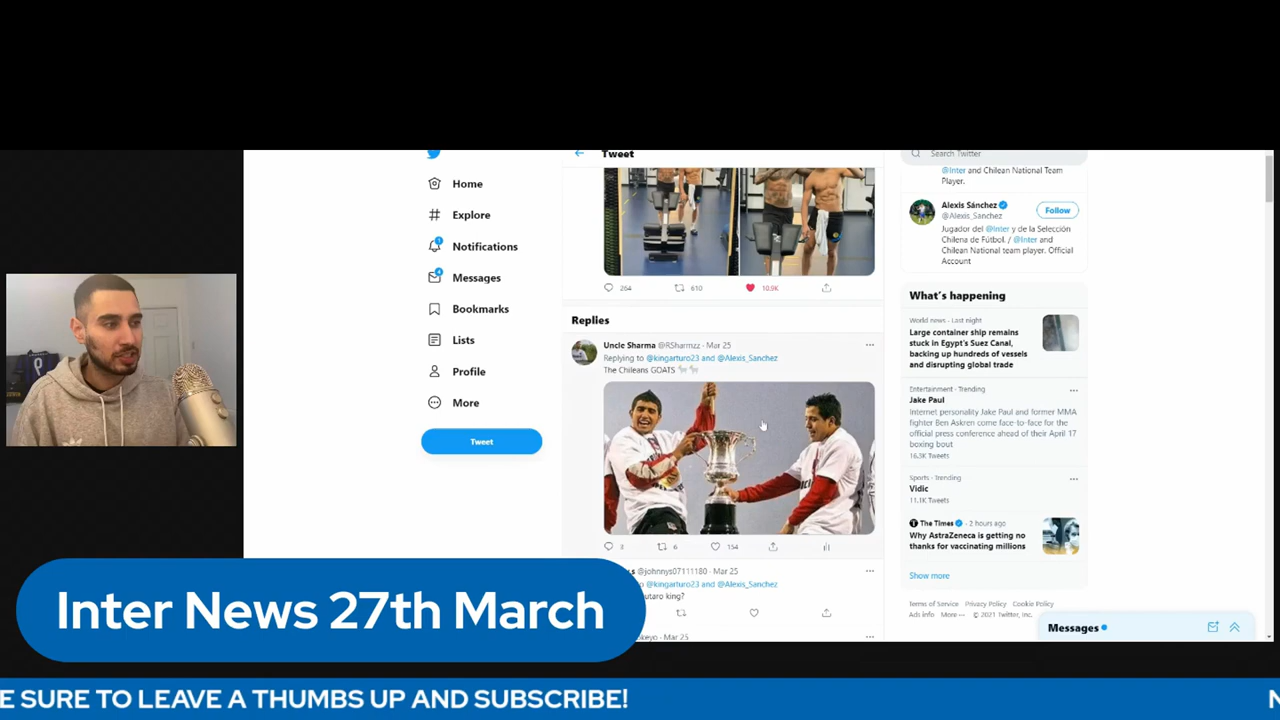 Home
Explore
Notifications
Messages
Bookmarks
Lists
Profile
More
Tweet
Tweet
264
610
10.9K
Replies
Uncle Sharma @RSharmzz · Mar 25
Replying to @kingarturo23 and @Alexis_Sanchez
The Chileans GOATS
3
6
154
@johnnys07111180 · Mar 25
@kingarturo23 and @Alexis_Sanchez
king?
· Mar 25
Search Twitter
@Inter and Chilean National Team
Player.
Alexis Sánchez
@Alexis_Sanchez
Follow
Jugador del @Inter y de la Selección
Chilena de Fútbol. / @Inter and
Chilean National team player. Official
Account
What's happening
World news · Last night
Large container ship remains
stuck in Egypt's Suez Canal,
backing up hundreds of vessels
and disrupting global trade
Entertainment · Trending
Jake Paul
Internet personality Jake Paul and former MMA
fighter Ben Askren come face-to-face for the
official press conference ahead of their April 17
boxing bout
16.3K Tweets
Sports · Trending
Vidic
11.1K Tweets
The Times · 2 hours ago
Why AstraZeneca is getting no
thanks for vaccinating millions
Show more
Terms of Service Privacy Policy Cookie Policy
Ads info More ··· © 2021 Twitter, Inc.
Messages
Inter News 27th March
E SURE TO LEAVE A THUMBS UP AND SUBSCRIBE!
N